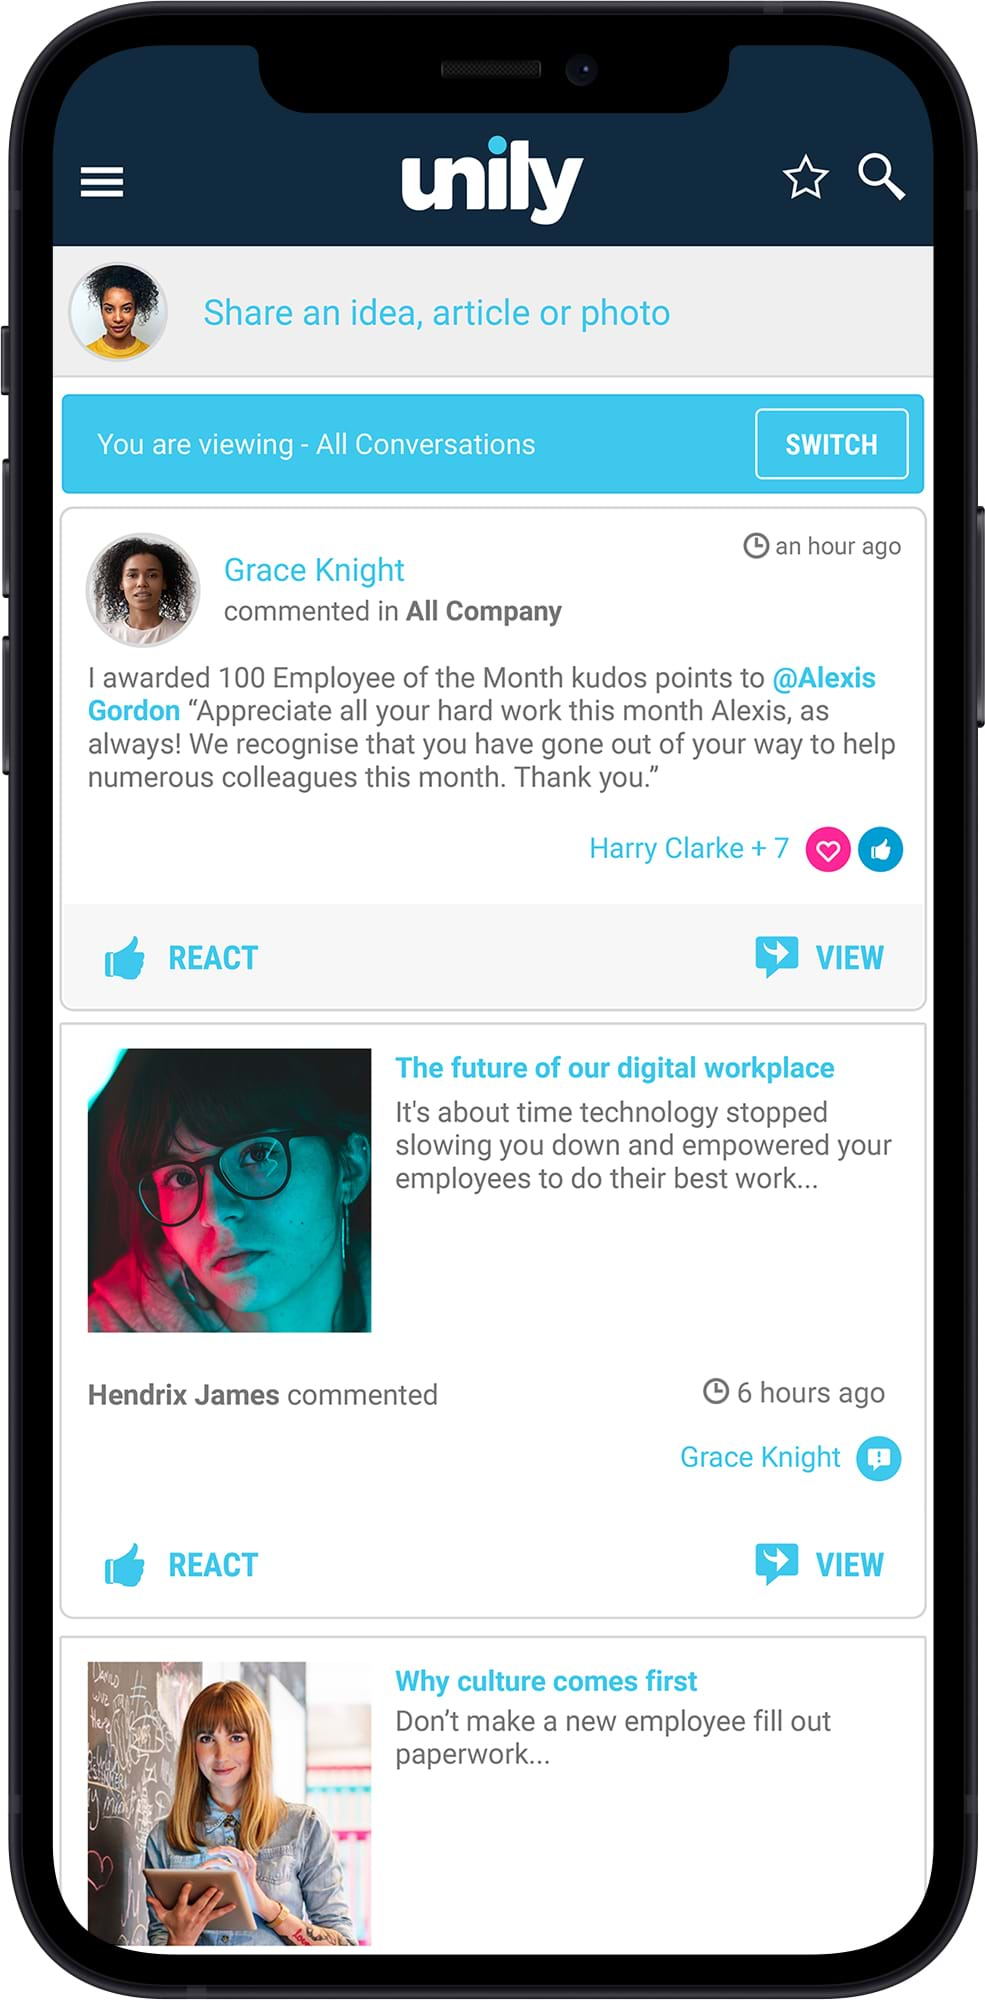 unily
Share an idea, article or photo
You are viewing - All Conversations
SWITCH
an hour ago
Grace Knight
commented in All Company
I awarded 100 Employee of the Month kudos points to @Alexis
Gordon “Appreciate all your hard work this month Alexis, as
always! We recognise that you have gone out of your way to help
numerous colleagues this month. Thank you.”
Harry Clarke + 7
REACT
VIEW
The future of our digital workplace
It's about time technology stopped
slowing you down and empowered your
employees to do their best work...
Hendrix James commented
6 hours ago
Grace Knight
REACT
VIEW
Why culture comes first
Don’t make a new employee fill out
paperwork...